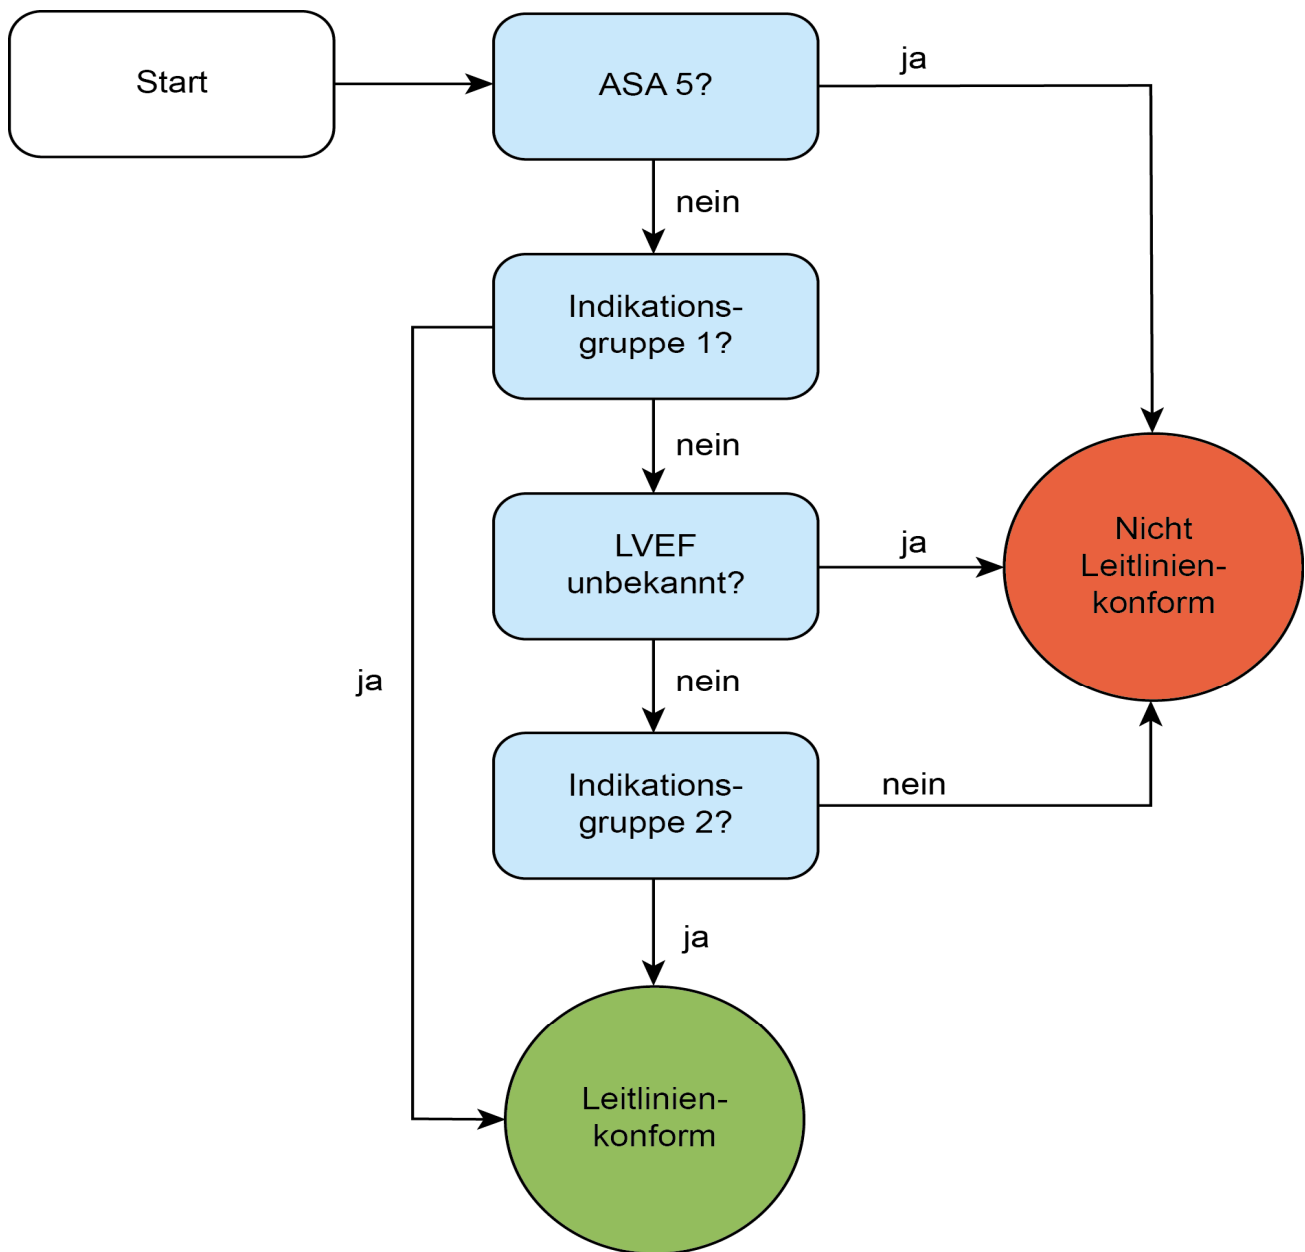 Start
ASA 5?
ja
nein
Indikations-
gruppe 1?
nein
LVEF
unbekannt?
ja
Nicht
Leitlinien-
konform
ja
nein
Indikations-
gruppe 2?
nein
ja
Leitlinien-
konform